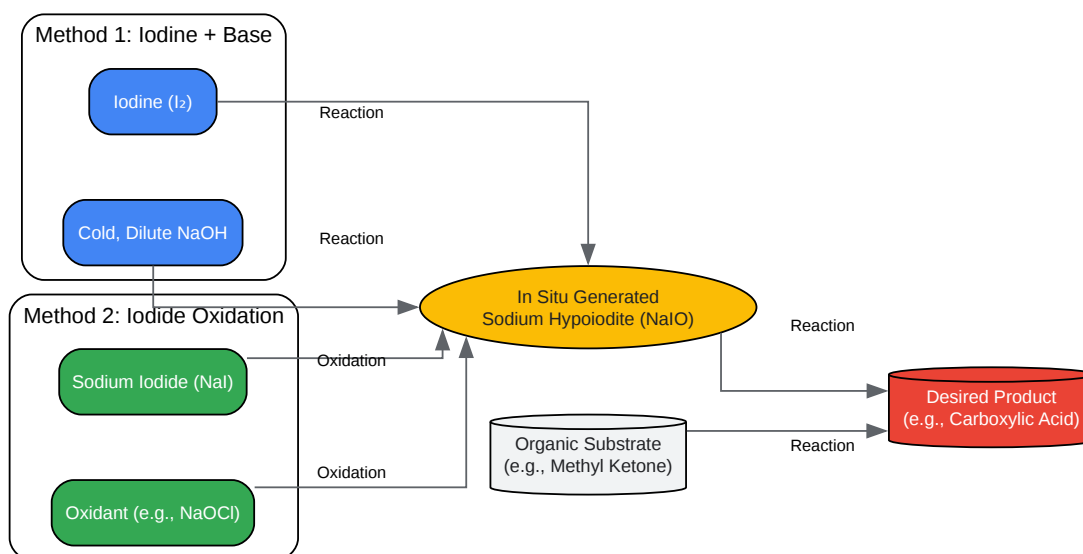 Method 1: Iodine + Base
Iodine (I₂)
Reaction
Cold, Dilute NaOH
Reaction
Method 2: Iodide Oxidation
Sodium Iodide (NaI)
Oxidation
Oxidant (e.g., NaOCl)
Oxidation
In Situ Generated
Sodium Hypoiodite (NaIO)
Organic Substrate
(e.g., Methyl Ketone)
Reaction
Reaction
Desired Product
(e.g., Carboxylic Acid)